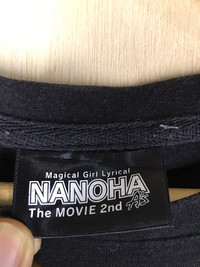 Magical Girl Lyrical
NANOHA
The MOVIE 2nd A's